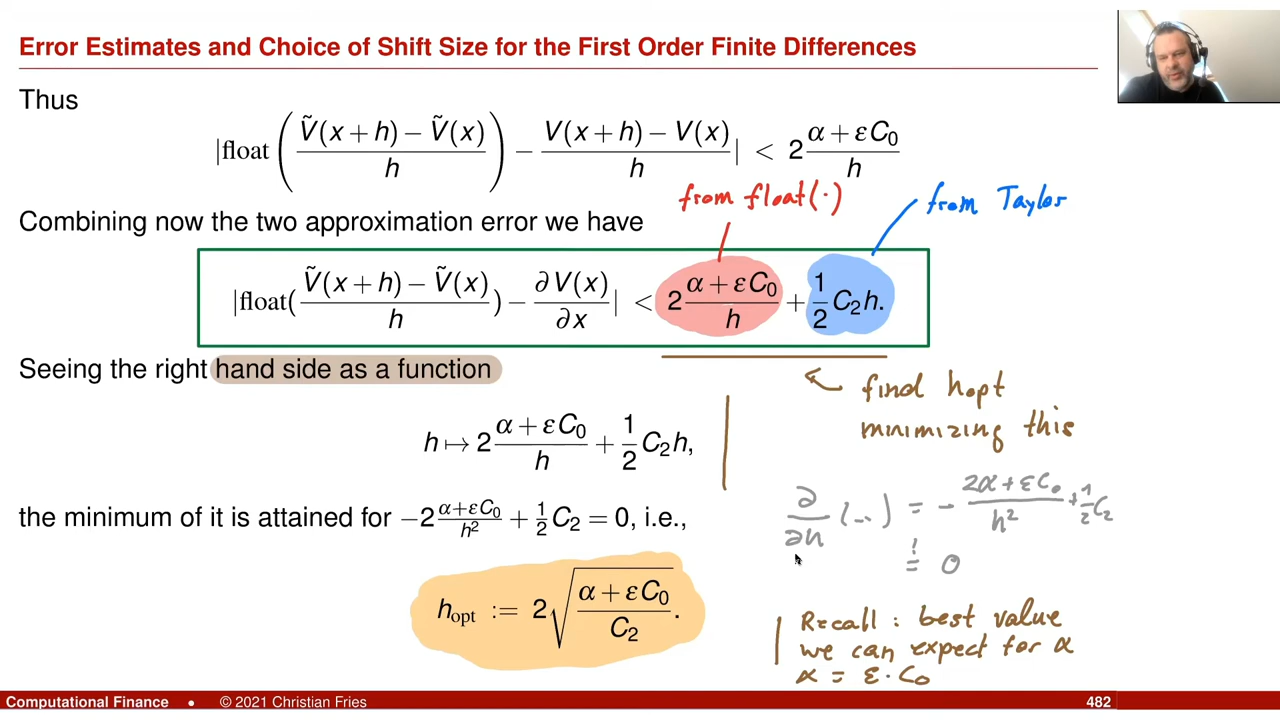 Error Estimates and Choice of Shift Size for the First Order Finite Differences
Thus
|float( (Ṽ(x+h) − Ṽ(x)) / h ) − (V(x+h) − V(x)) / h| < 2 (α+εC₀) / h
from float(·)
from Taylor
Combining now the two approximation error we have
|float( (Ṽ(x+h) − Ṽ(x)) / h ) − ∂V(x) / ∂x| < 2 (α+εC₀) / h + 1/2 C₂h.
Seeing the right hand side as a function
find hopt
minimizing this
h ↦ 2 (α+εC₀) / h + 1/2 C₂h,
∂/∂h (...) = − (2α+εC₀) / h² + 1/2 C₂
the minimum of it is attained for −2 (α+εC₀)/h² + 1/2 C₂ = 0, i.e.,
! = 0
h_opt := 2 √( (α+εC₀) / C₂ ).
Recall : best value
we can expect for α
α = ε · C₀
Computational Finance • © 2021 Christian Fries 482